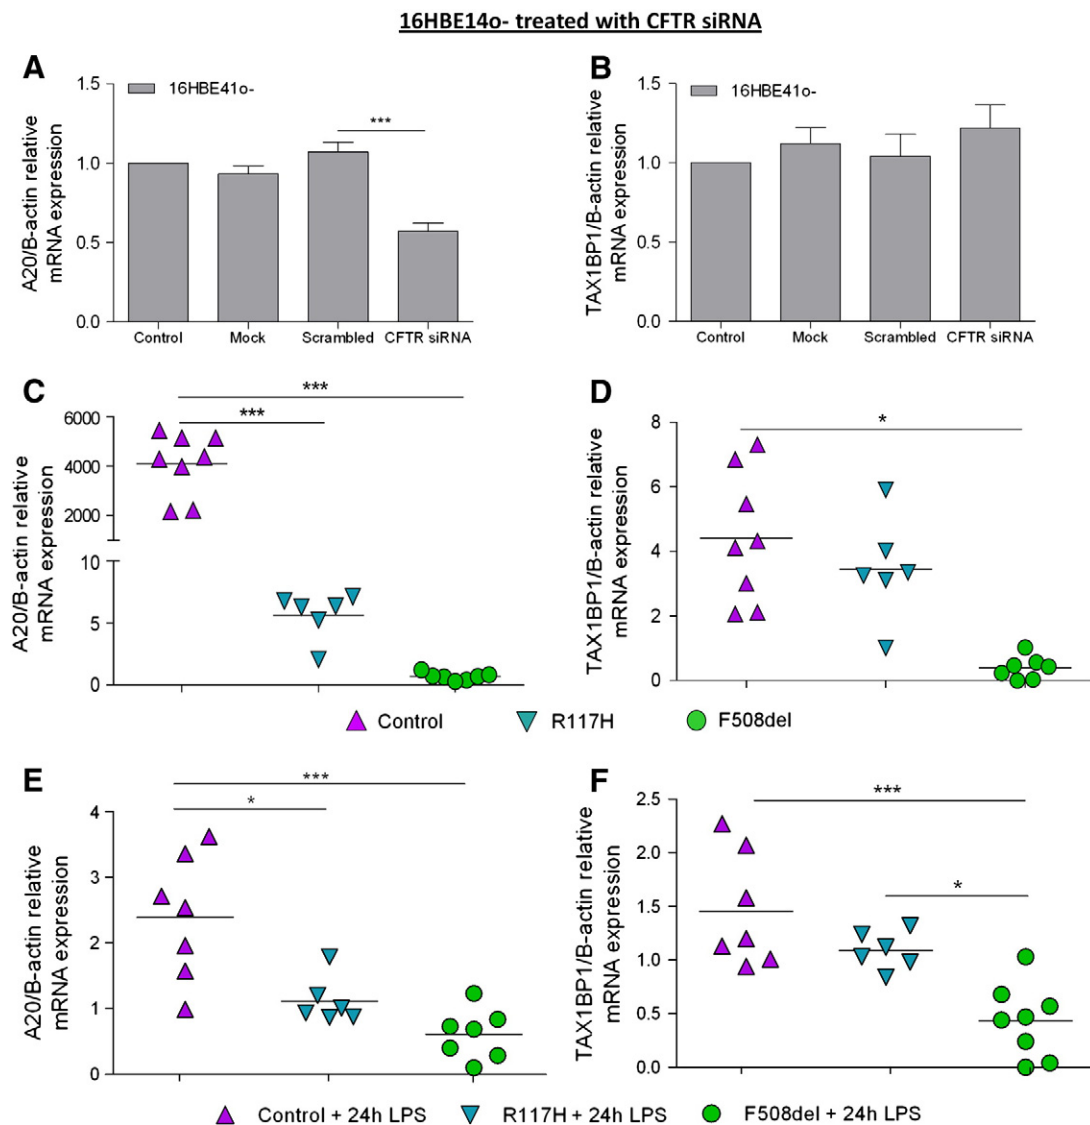 16HBE14o- treated with CFTR siRNA
A
B
1.5
1.0
0.5
0.0
A20/B-actin relative
mRNA expression
16HBE41o-
***
Control
Mock
Scrambled
CFTR siRNA
1.5
1.0
0.5
0.0
TAX1BP1/B-actin relative
mRNA expression
16HBE41o-
Control
Mock
Scrambled
CFTR siRNA
C
D
***
***
6000
4000
2000
10
5
0
A20/B-actin relative
mRNA expression
*
8
6
4
2
0
TAX1BP1/B-actin relative
mRNA expression
Control
R117H
F508del
E
F
***
*
4
3
2
1
0
A20/B-actin relative
mRNA expression
***
*
2.5
2.0
1.5
1.0
0.5
0.0
TAX1BP1/B-actin relative
mRNA expression
Control + 24h LPS
R117H + 24h LPS
F508del + 24h LPS